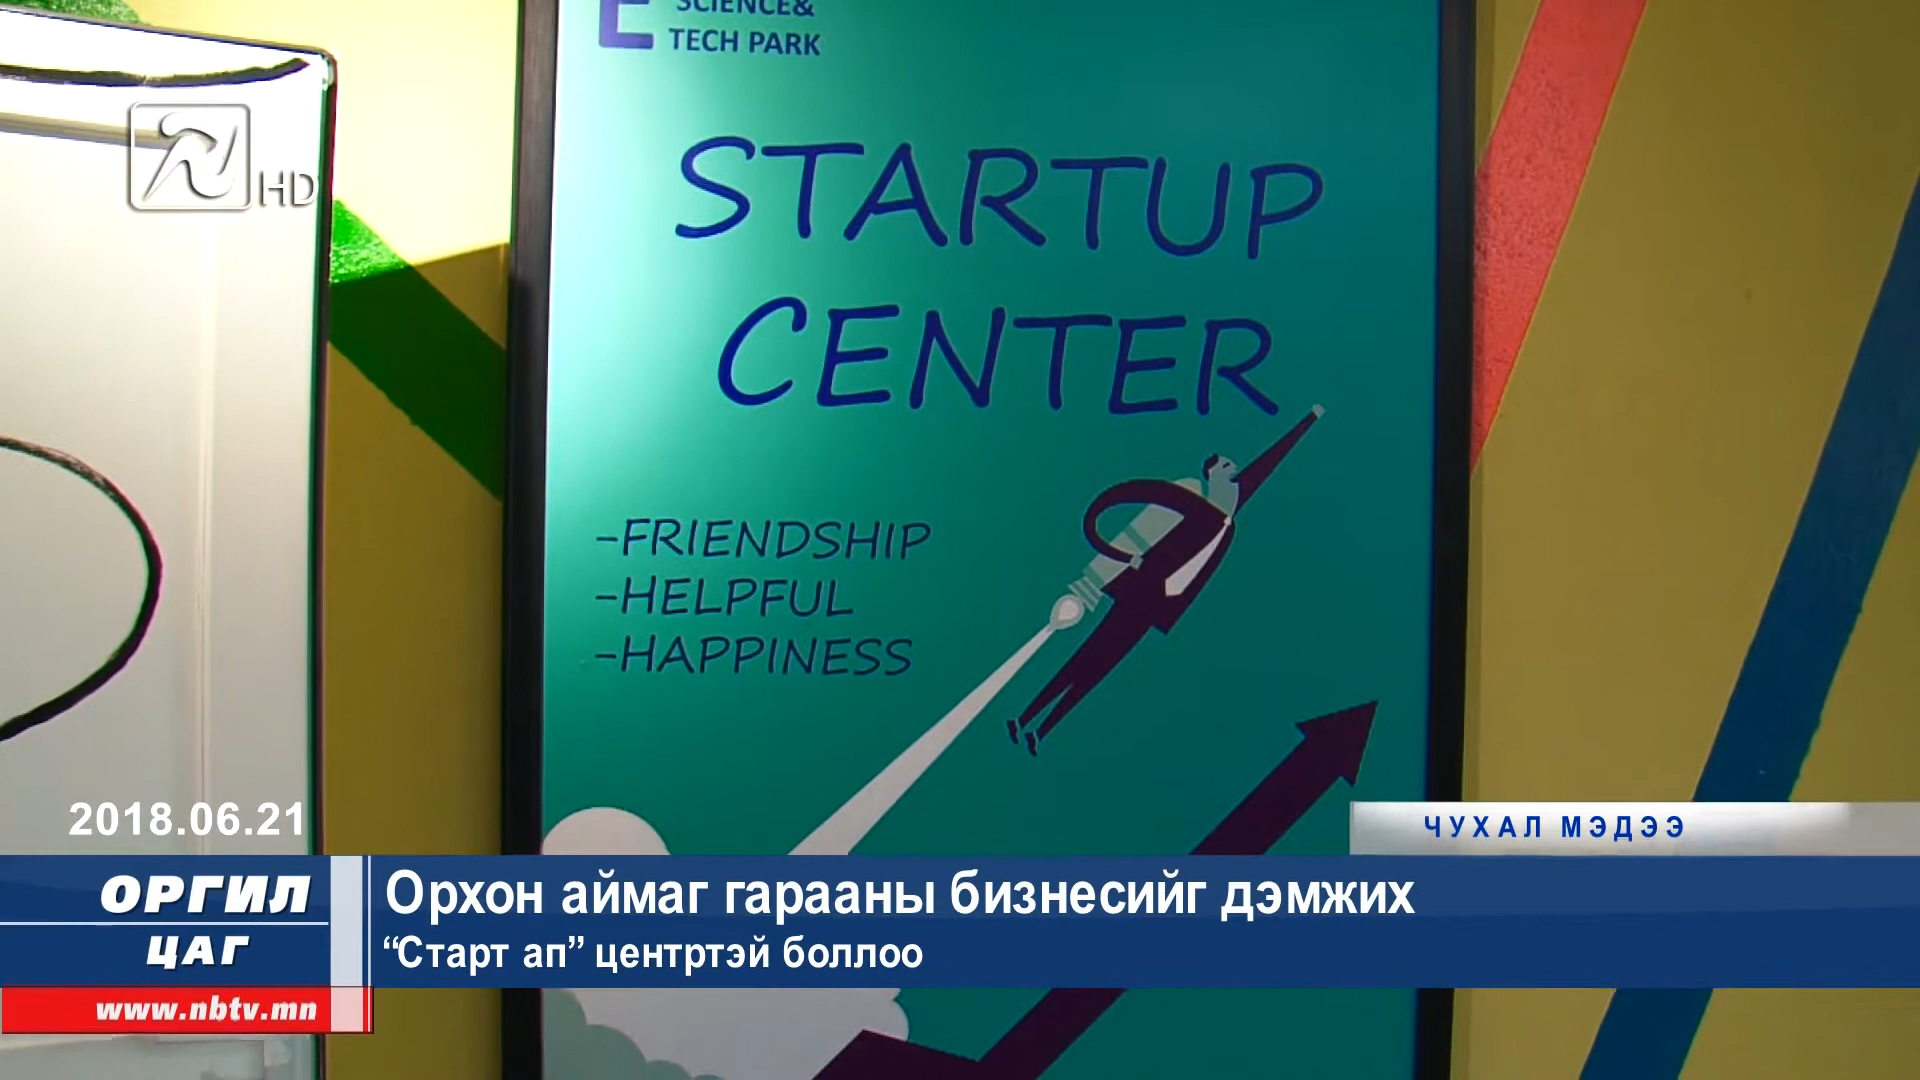 E SCIENCE&
TECH PARK
STARTUP
CENTER
-FRIENDSHIP
-HELPFUL
-HAPPINESS
HD
2018.06.21
ЧУХАЛ МЭДЭЭ
ОРГИЛ
ЦАГ
www.nbtv.mn
Орхон аймаг гарааны бизнесийг дэмжих
“Старт ап” центртэй боллоо